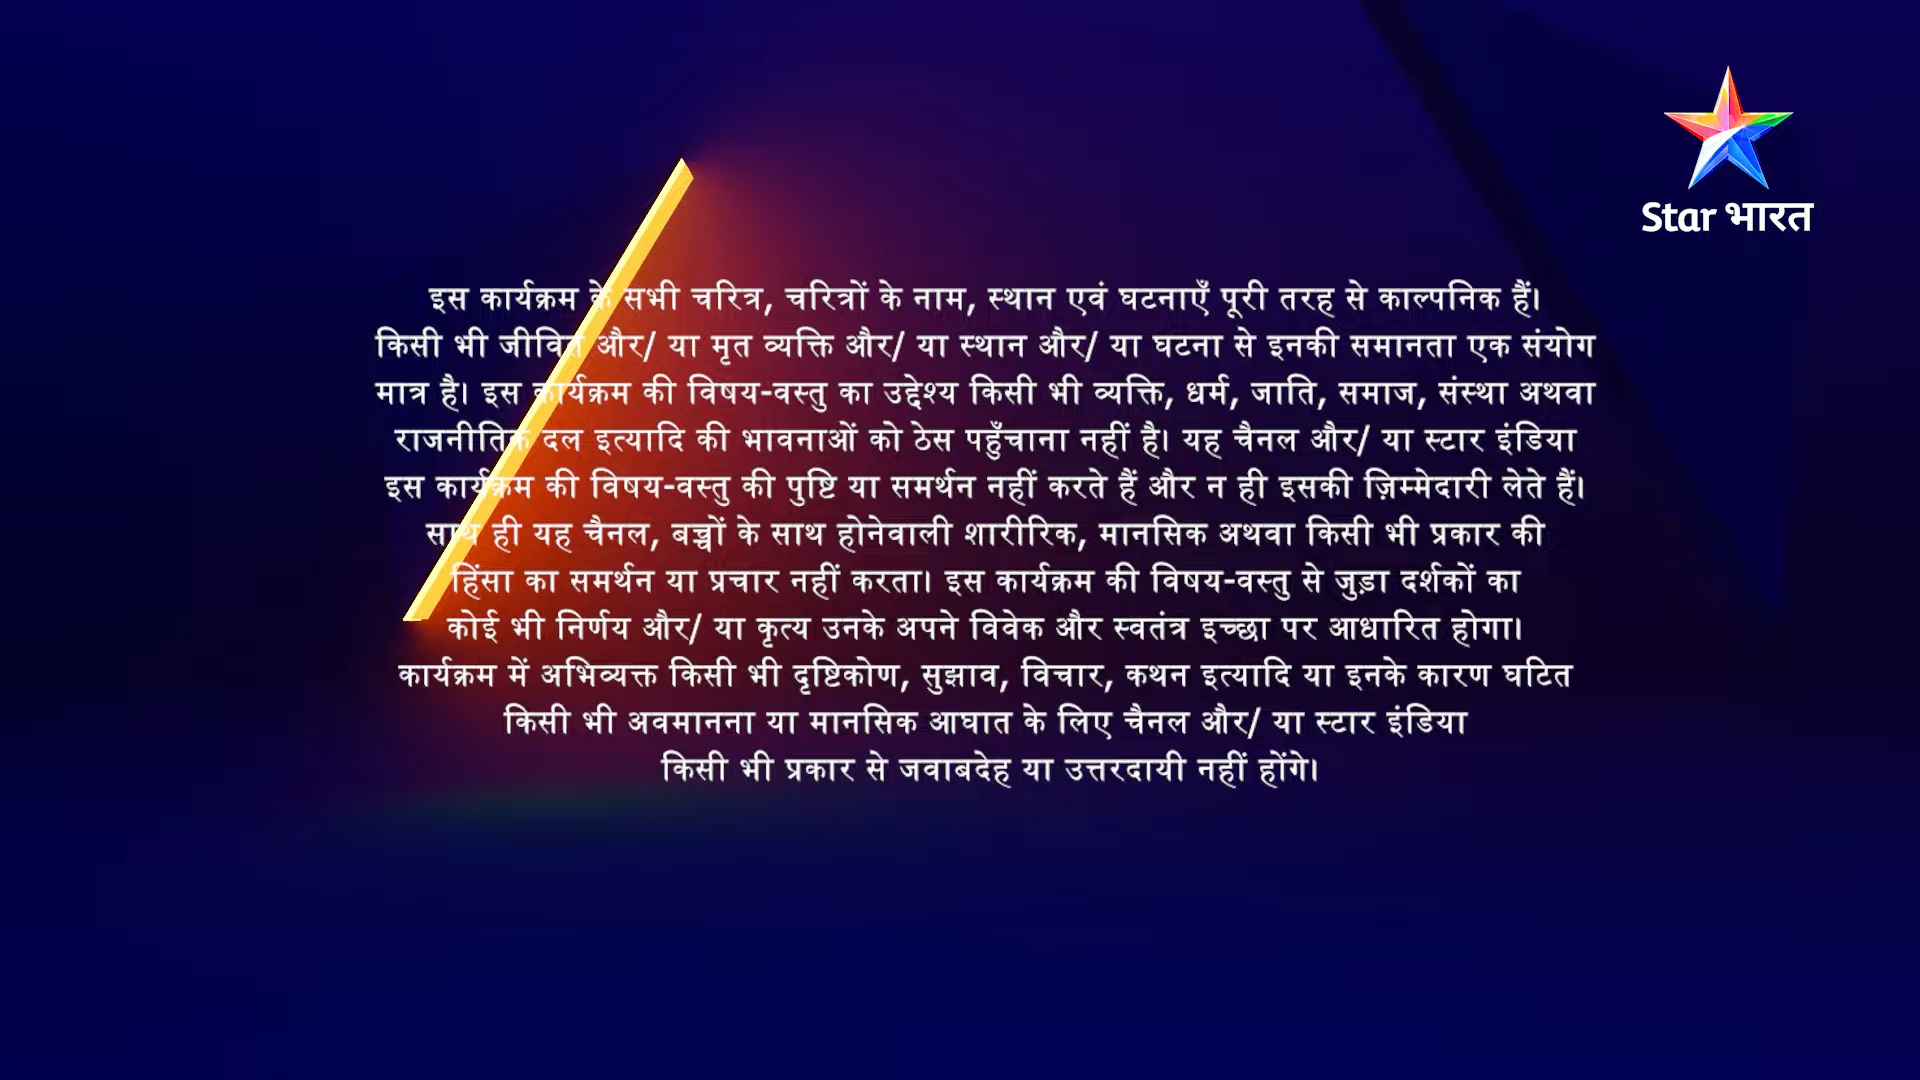 Star भारत
इस कार्यक्रम के सभी चरित्र, चरित्रों के नाम, स्थान एवं घटनाएँ पूरी तरह से काल्पनिक हैं।
किसी भी जीवित और/ या मृत व्यक्ति और/ या स्थान और/ या घटना से इनकी समानता एक संयोग
मात्र है। इस कार्यक्रम की विषय-वस्तु का उद्देश्य किसी भी व्यक्ति, धर्म, जाति, समाज, संस्था अथवा
राजनीतिक दल इत्यादि की भावनाओं को ठेस पहुँचाना नहीं है। यह चैनल और/ या स्टार इंडिया
इस कार्यक्रम की विषय-वस्तु की पुष्टि या समर्थन नहीं करते हैं और न ही इसकी ज़िम्मेदारी लेते हैं।
साथ ही यह चैनल, बच्चों के साथ होनेवाली शारीरिक, मानसिक अथवा किसी भी प्रकार की
हिंसा का समर्थन या प्रचार नहीं करता। इस कार्यक्रम की विषय-वस्तु से जुड़ा दर्शकों का
कोई भी निर्णय और/ या कृत्य उनके अपने विवेक और स्वतंत्र इच्छा पर आधारित होगा।
कार्यक्रम में अभिव्यक्त किसी भी दृष्टिकोण, सुझाव, विचार, कथन इत्यादि या इनके कारण घटित
किसी भी अवमानना या मानसिक आघात के लिए चैनल और/ या स्टार इंडिया
किसी भी प्रकार से जवाबदेह या उत्तरदायी नहीं होंगे।